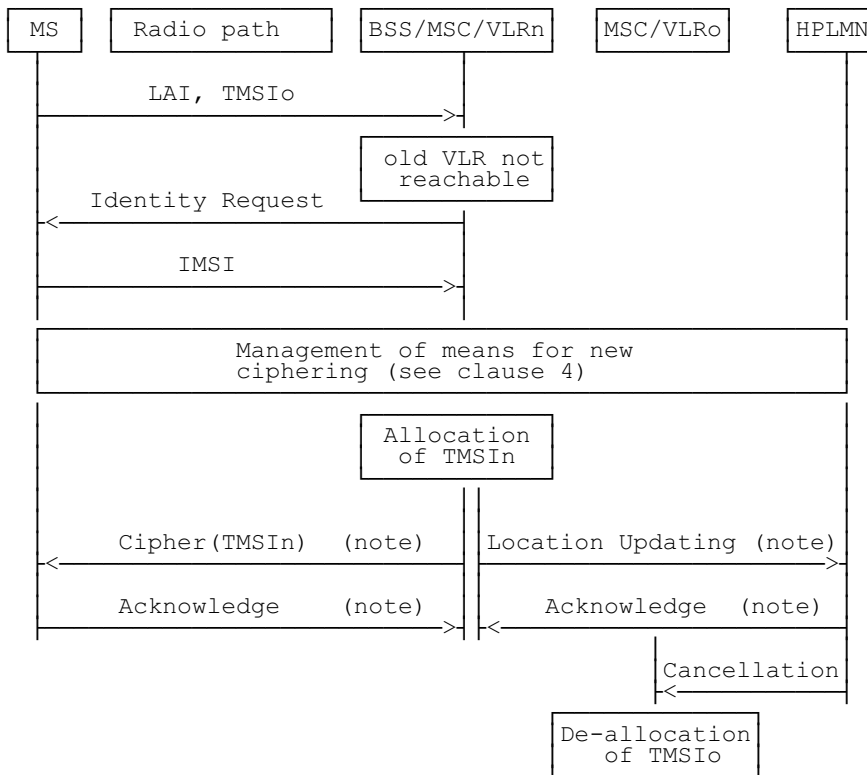 MS Radio path BSS/MSC/VLRn MSC/VLRo HPLMN
LAI, TMSIo
old VLR not
reachable
Identity Request
IMSI
Management of means for new
ciphering (see clause 4)
Allocation
of TMSIn
Cipher(TMSIn) (note) Location Updating (note)
Acknowledge (note) Acknowledge (note)
Cancellation
De-allocation
of TMSIo